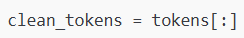 clean_tokens = tokens[:]